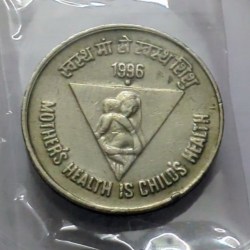 स्वस्थ मां से स्वस्थ शिशु
1996
MOTHER'S HEALTH IS CHILD'S HEALTH